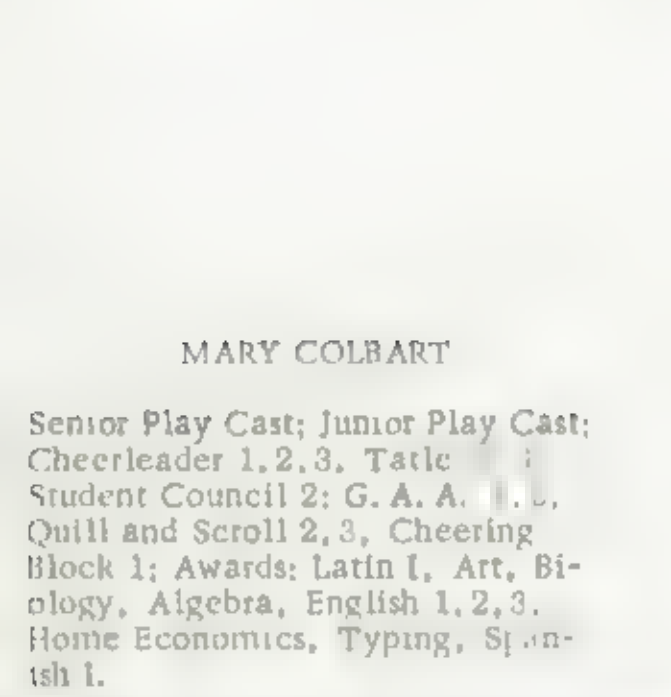 MARY COLBART
Senior Play Cast; Junior Play Cast;
Cheerleader 1,2,3, Tatle
Student Council 2; G. A. A.
Quill and Scroll 2,3, Cheering
Block 1; Awards: Latin I, Art, Bi-
ology, Algebra, English 1,2,3,
Home Economics, Typing, Span-
ish I.